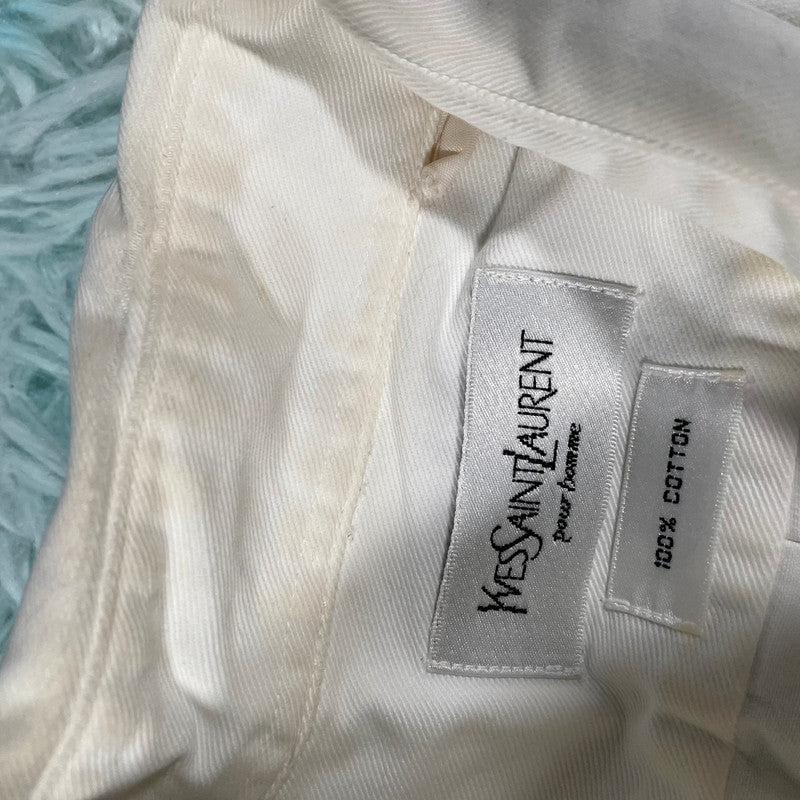 YVESSAINTLAURENT
pour homme
100% COTTON